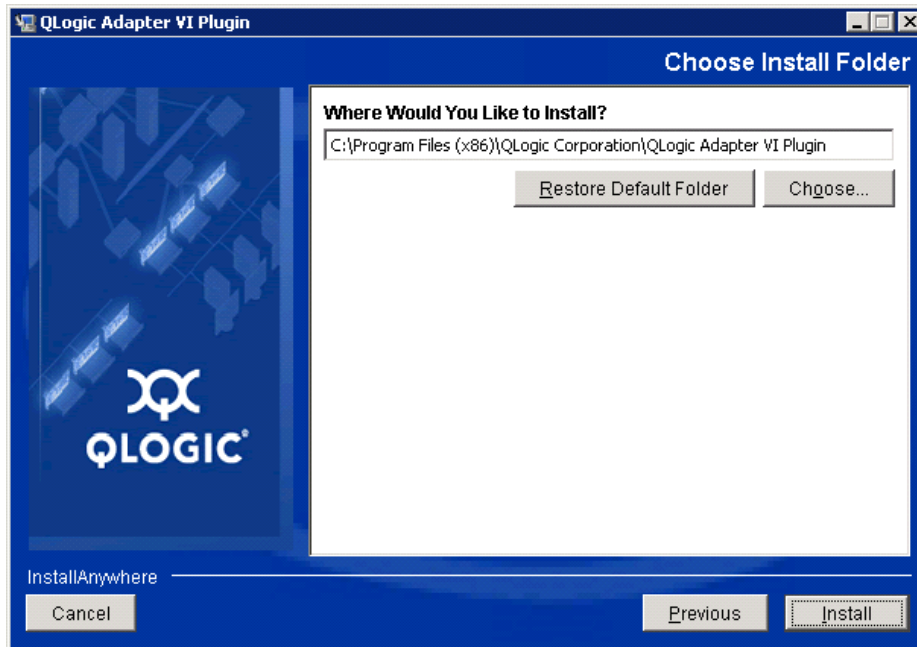 QLogic Adapter VI Plugin
Choose Install Folder
Where Would You Like to Install?
C:\Program Files (x86)\QLogic Corporation\QLogic Adapter VI Plugin
Restore Default Folder
Choose...
QLOGIC®
InstallAnywhere
Cancel
Previous
Install